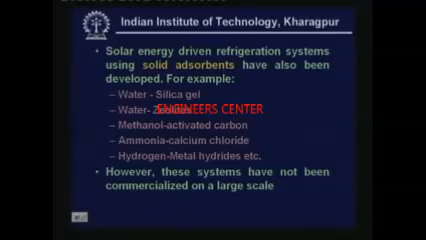 Indian Institute of Technology, Kharagpur
• Solar energy driven refrigeration systems
using solid adsorbents have also been
developed. For example:
– Water - Silica gel
– Water- Zeolites
ENGINEERS CENTER
– Methanol-activated carbon
– Ammonia-calcium chloride
– Hydrogen-Metal hydrides etc.
• However, these systems have not been
commercialized on a large scale